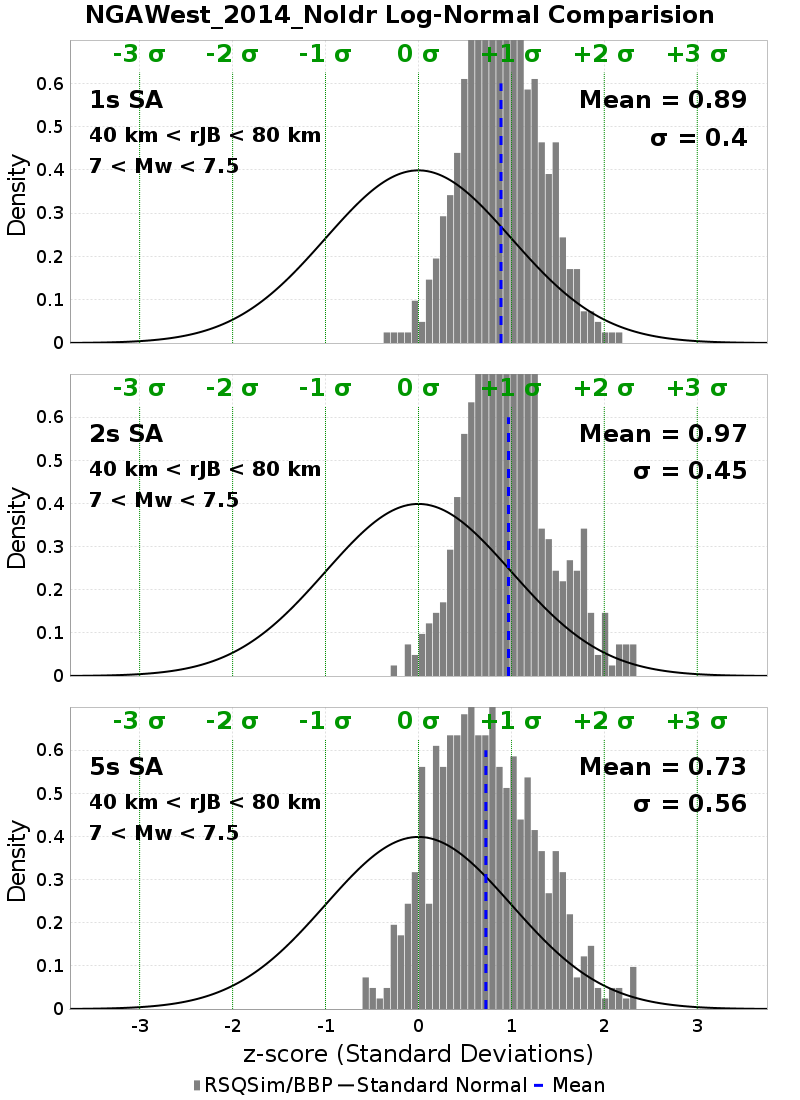 NGAWest_2014_NoIdr Log-Normal Comparision
-3 σ -2 σ -1 σ 0 σ +1 σ +2 σ +3 σ
1s SA
Mean = 0.89
40 km < rJB < 80 km
σ = 0.4
7 < Mw < 7.5
Density
0.6
0.5
0.4
0.3
0.2
0.1
0
-3 σ -2 σ -1 σ 0 σ +1 σ +2 σ +3 σ
2s SA
Mean = 0.97
40 km < rJB < 80 km
σ = 0.45
7 < Mw < 7.5
Density
0.6
0.5
0.4
0.3
0.2
0.1
0
-3 σ -2 σ -1 σ 0 σ +1 σ +2 σ +3 σ
5s SA
Mean = 0.73
40 km < rJB < 80 km
σ = 0.56
7 < Mw < 7.5
Density
0.6
0.5
0.4
0.3
0.2
0.1
0
-3 -2 -1 0 1 2 3
z-score (Standard Deviations)
RSQSim/BBP Standard Normal Mean